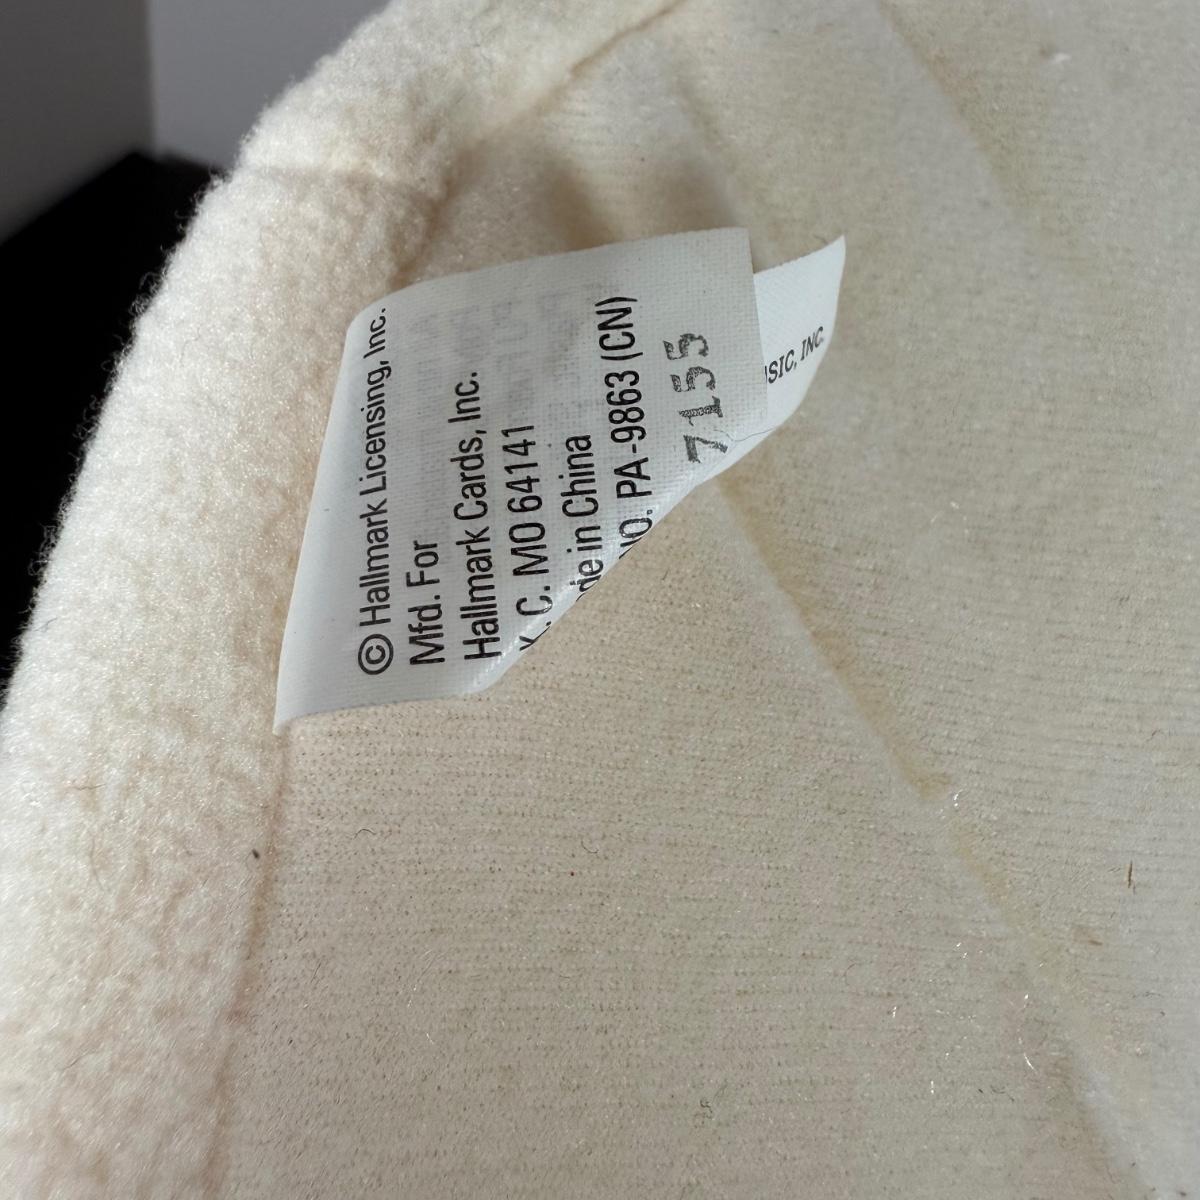 © Hallmark Licensing, Inc.
Mfd. For
Hallmark Cards, Inc.
K. C. MO 64141
de in China
NO. PA-9863 (CN)
7155
INC.